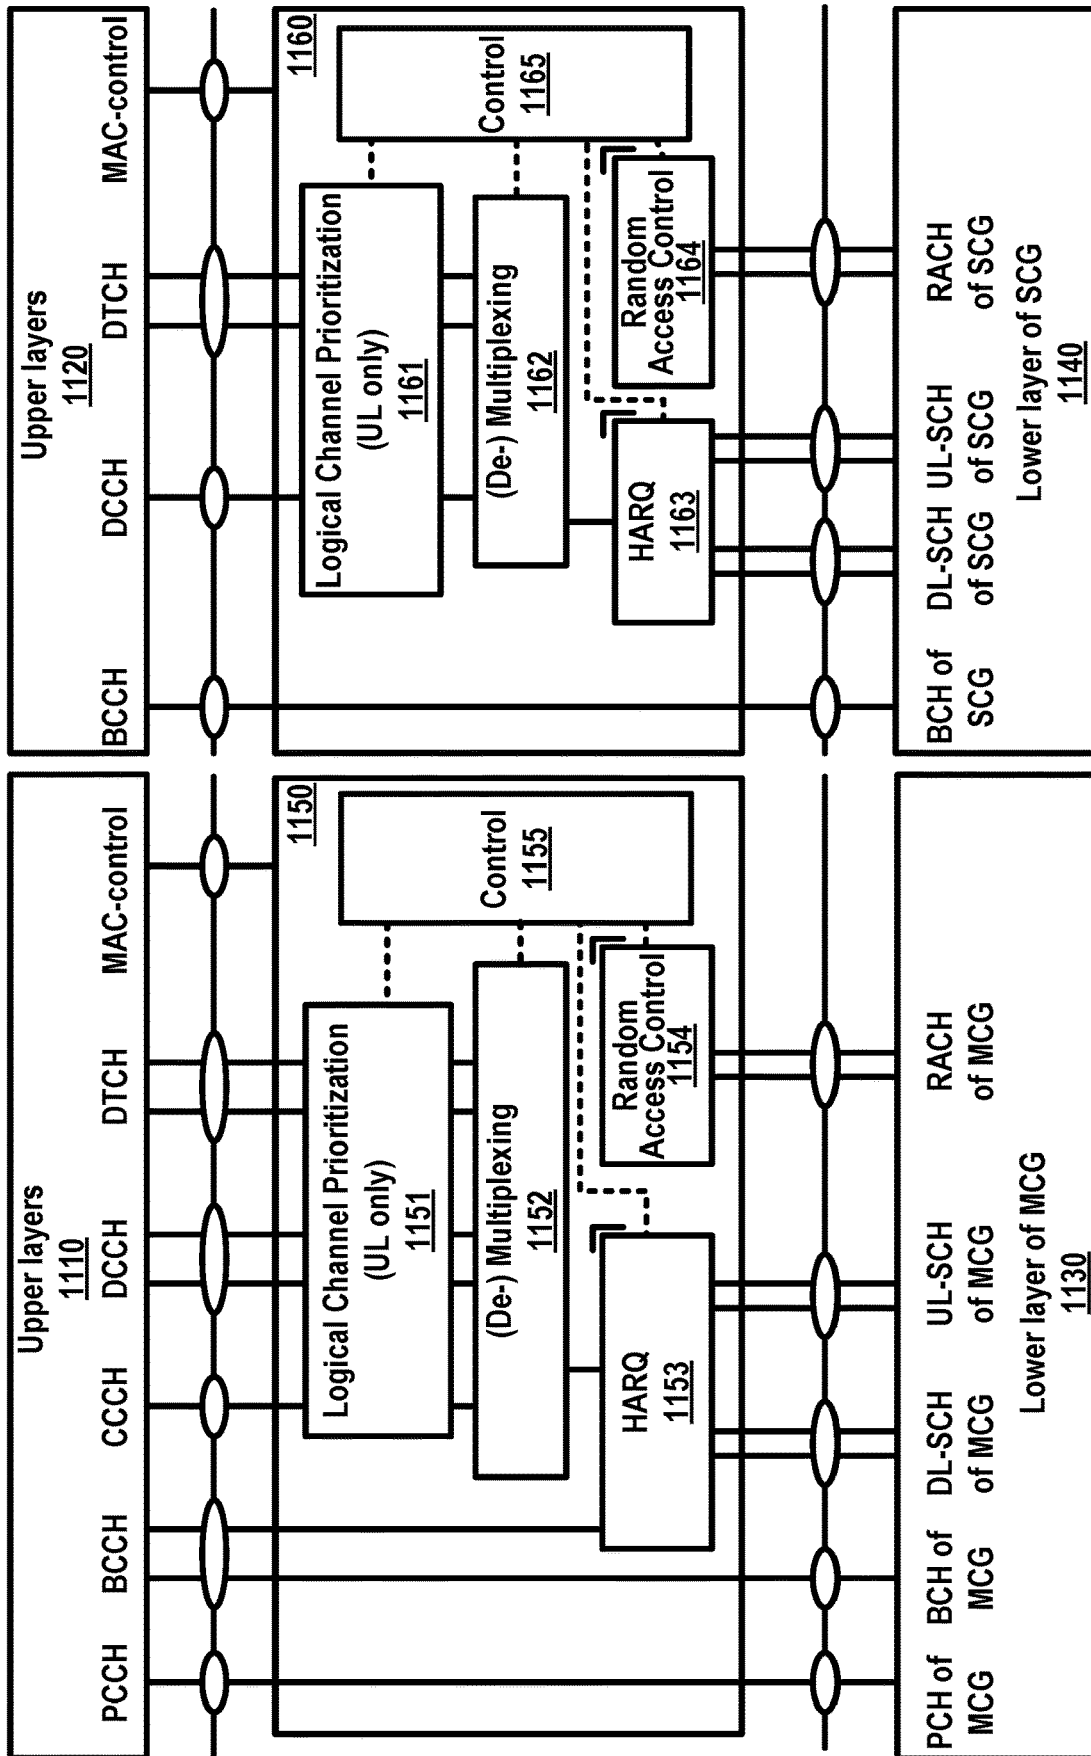 Upper layers
1110
PCCH
BCCH
CCCH
DCCH
DTCH
MAC-control
1150
Logical Channel Prioritization
(UL only)
1151
(De-) Multiplexing
1152
HARQ
1153
Random
Access Control
1154
Control
1155
PCH of
MCG
BCH of
MCG
DL-SCH
of MCG
UL-SCH
of MCG
RACH
of MCG
Lower layer of MCG
1130
Upper layers
1120
BCCH
DCCH
DTCH
MAC-control
1160
Logical Channel Prioritization
(UL only)
1161
(De-) Multiplexing
1162
HARQ
1163
Random
Access Control
1164
Control
1165
BCH of
SCG
DL-SCH
of SCG
UL-SCH
of SCG
RACH
of SCG
Lower layer of SCG
1140